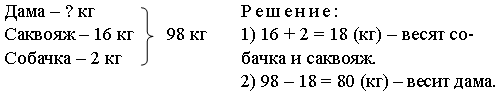 Дама – ? кг
Саквояж – 16 кг 98 кг
Собачка – 2 кг
Решение:
1) 16 + 2 = 18 (кг) – весят со-
бачка и саквояж.
2) 98 – 18 = 80 (кг) – весит дама.